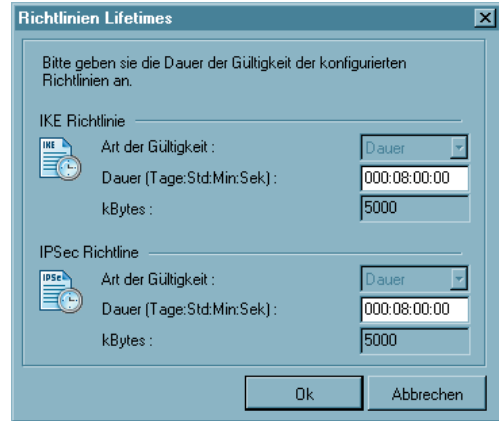 Richtlinien Lifetimes
Bitte geben sie die Dauer der Gültigkeit der konfigurierten
Richtlinien an.
IKE Richtlinie
IKE
Art der Gültigkeit : Dauer
Dauer (Tage:Std:Min:Sek) : 000:08:00:00
kBytes : 5000
IPSec Richtline
IPSec
Art der Gültigkeit : Dauer
Dauer (Tage:Std:Min:Sek) : 000:08:00:00
kBytes : 5000
Ok Abbrechen